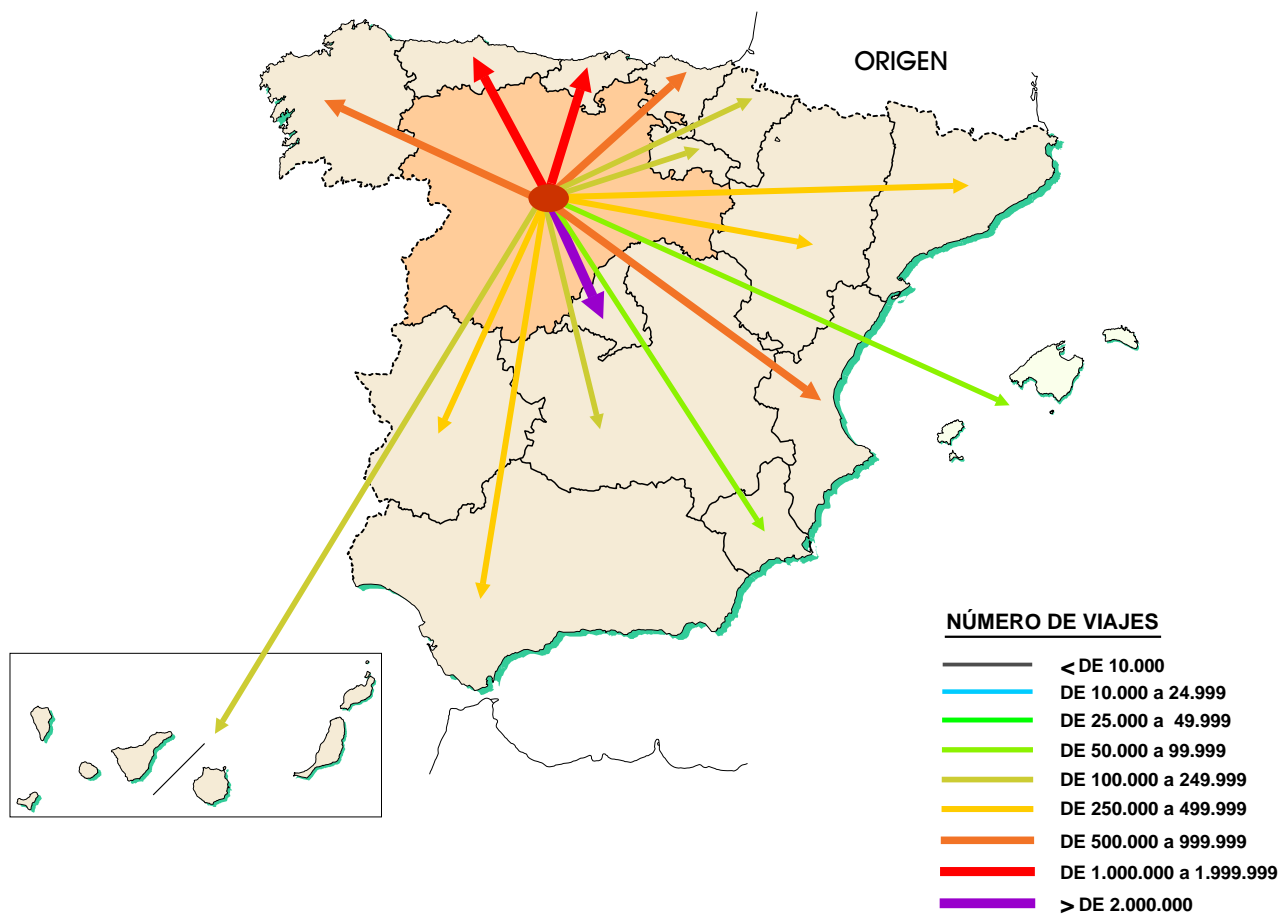 ORIGEN
NÚMERO DE VIAJES
< DE 10.000
DE 10.000 a 24.999
DE 25.000 a 49.999
DE 50.000 a 99.999
DE 100.000 a 249.999
DE 250.000 a 499.999
DE 500.000 a 999.999
DE 1.000.000 a 1.999.999
> DE 2.000.000